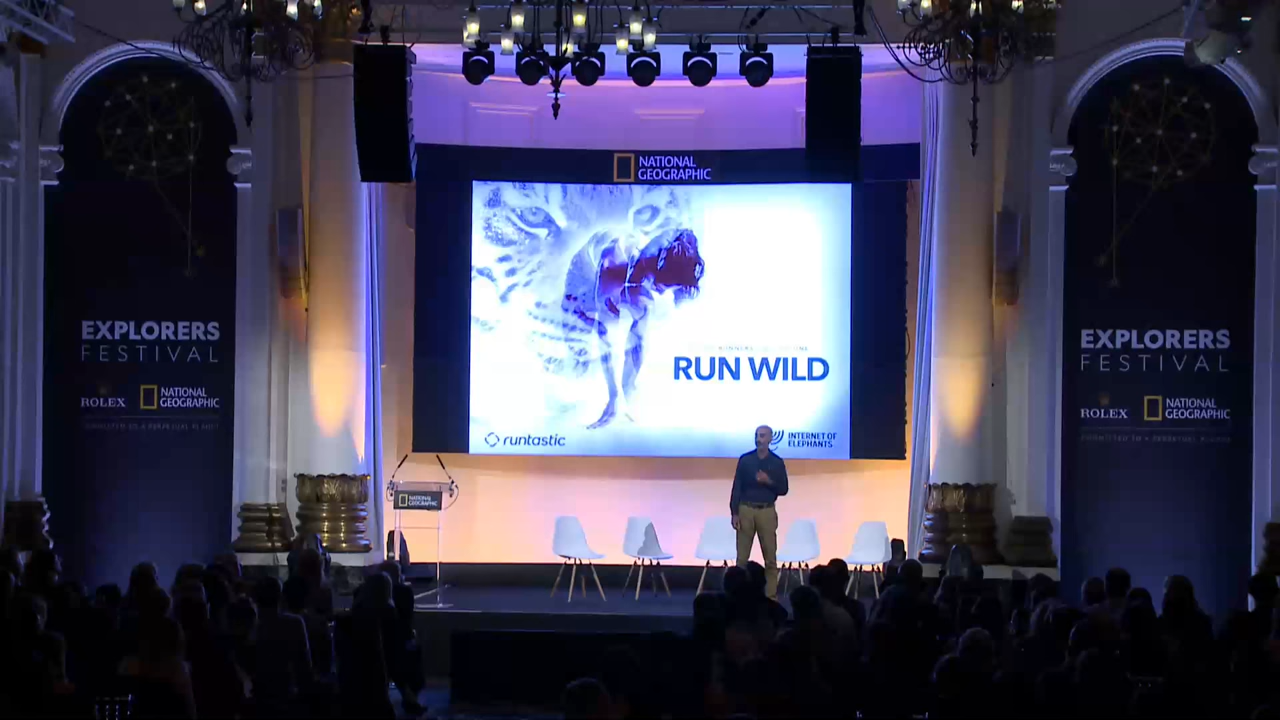 NATIONAL
GEOGRAPHIC
RUN WILD
runtastic
INTERNET OF
ELEPHANTS
NATIONAL
GEOGRAPHIC
EXPLORERS
FESTIVAL
ROLEX
NATIONAL
GEOGRAPHIC
EXPLORERS
FESTIVAL
ROLEX
NATIONAL
GEOGRAPHIC